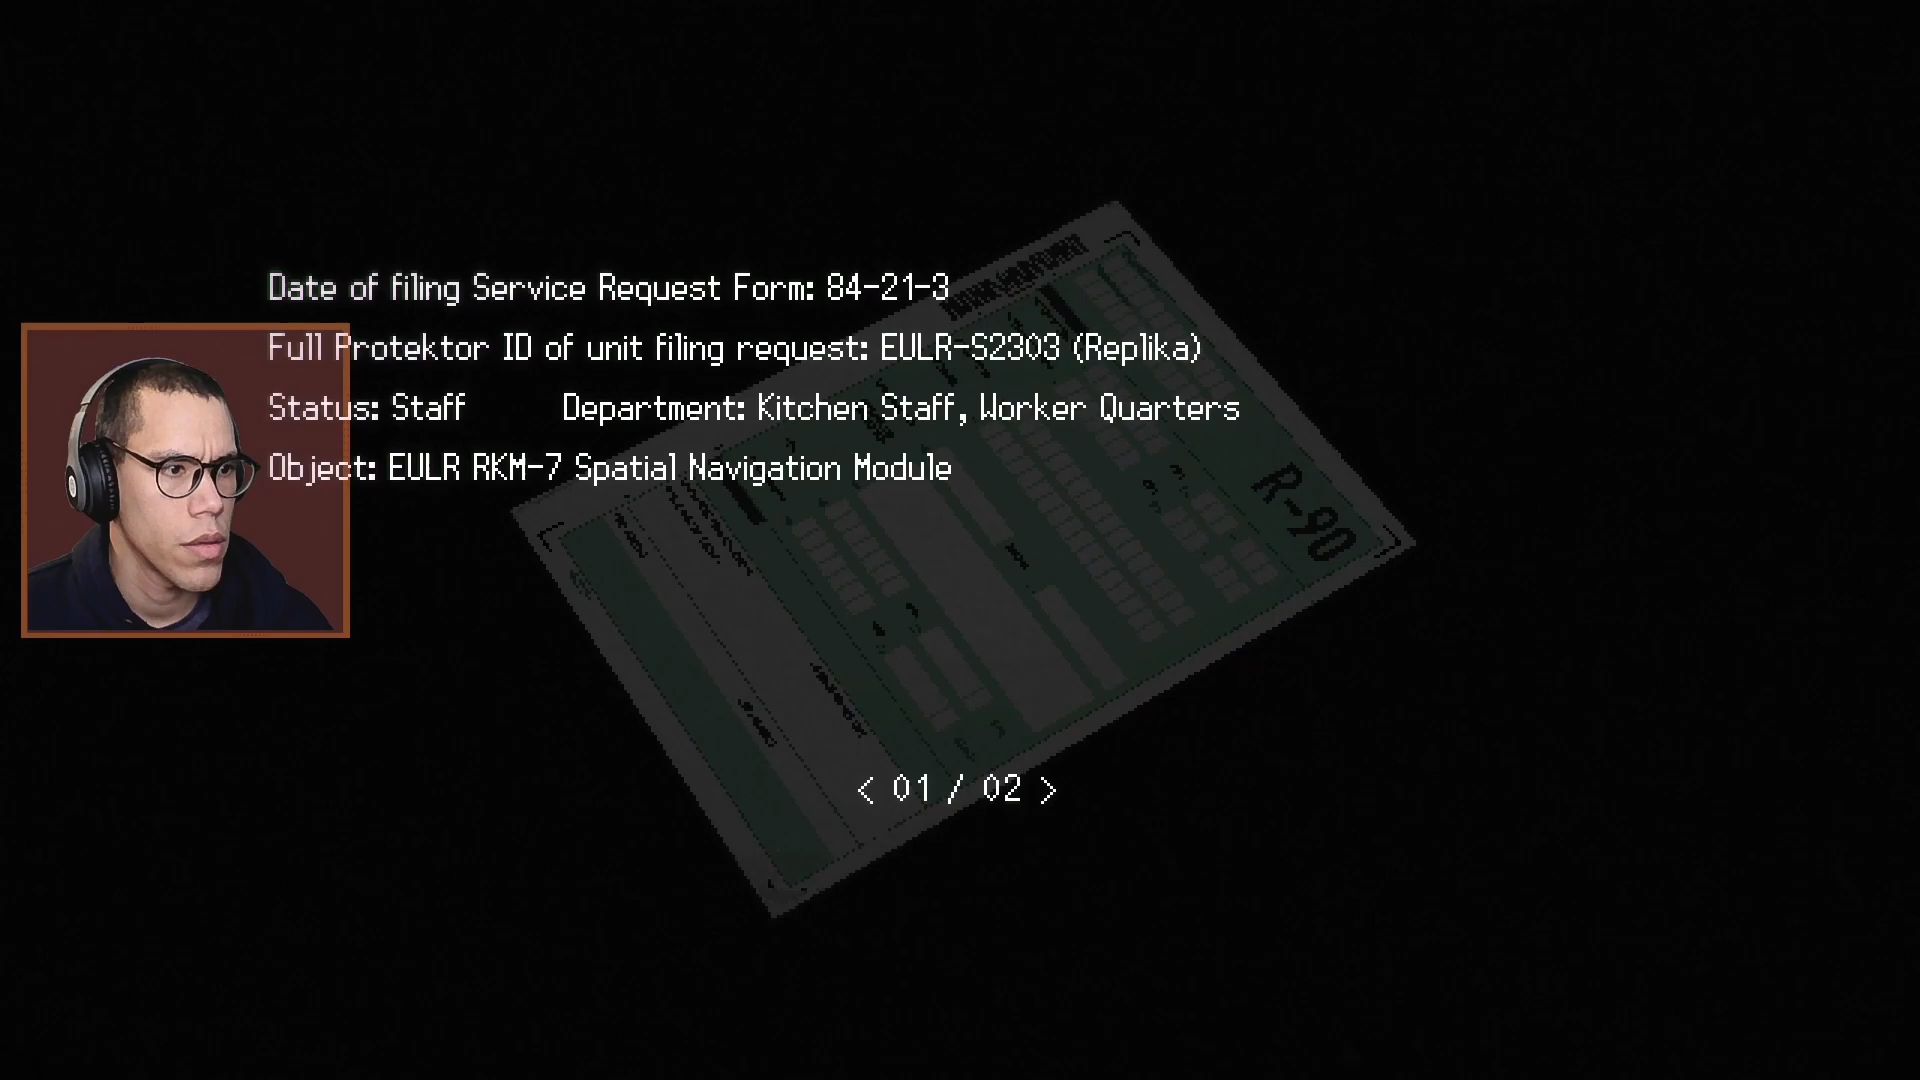 Date of filing Service Request Form: 84-21-3
Full Protektor ID of unit filing request: EULR-S2303 (Replika)
Status: Staff Department: Kitchen Staff, Worker Quarters
Object: EULR RKM-7 Spatial Navigation Module
R-90
< 01 / 02 >